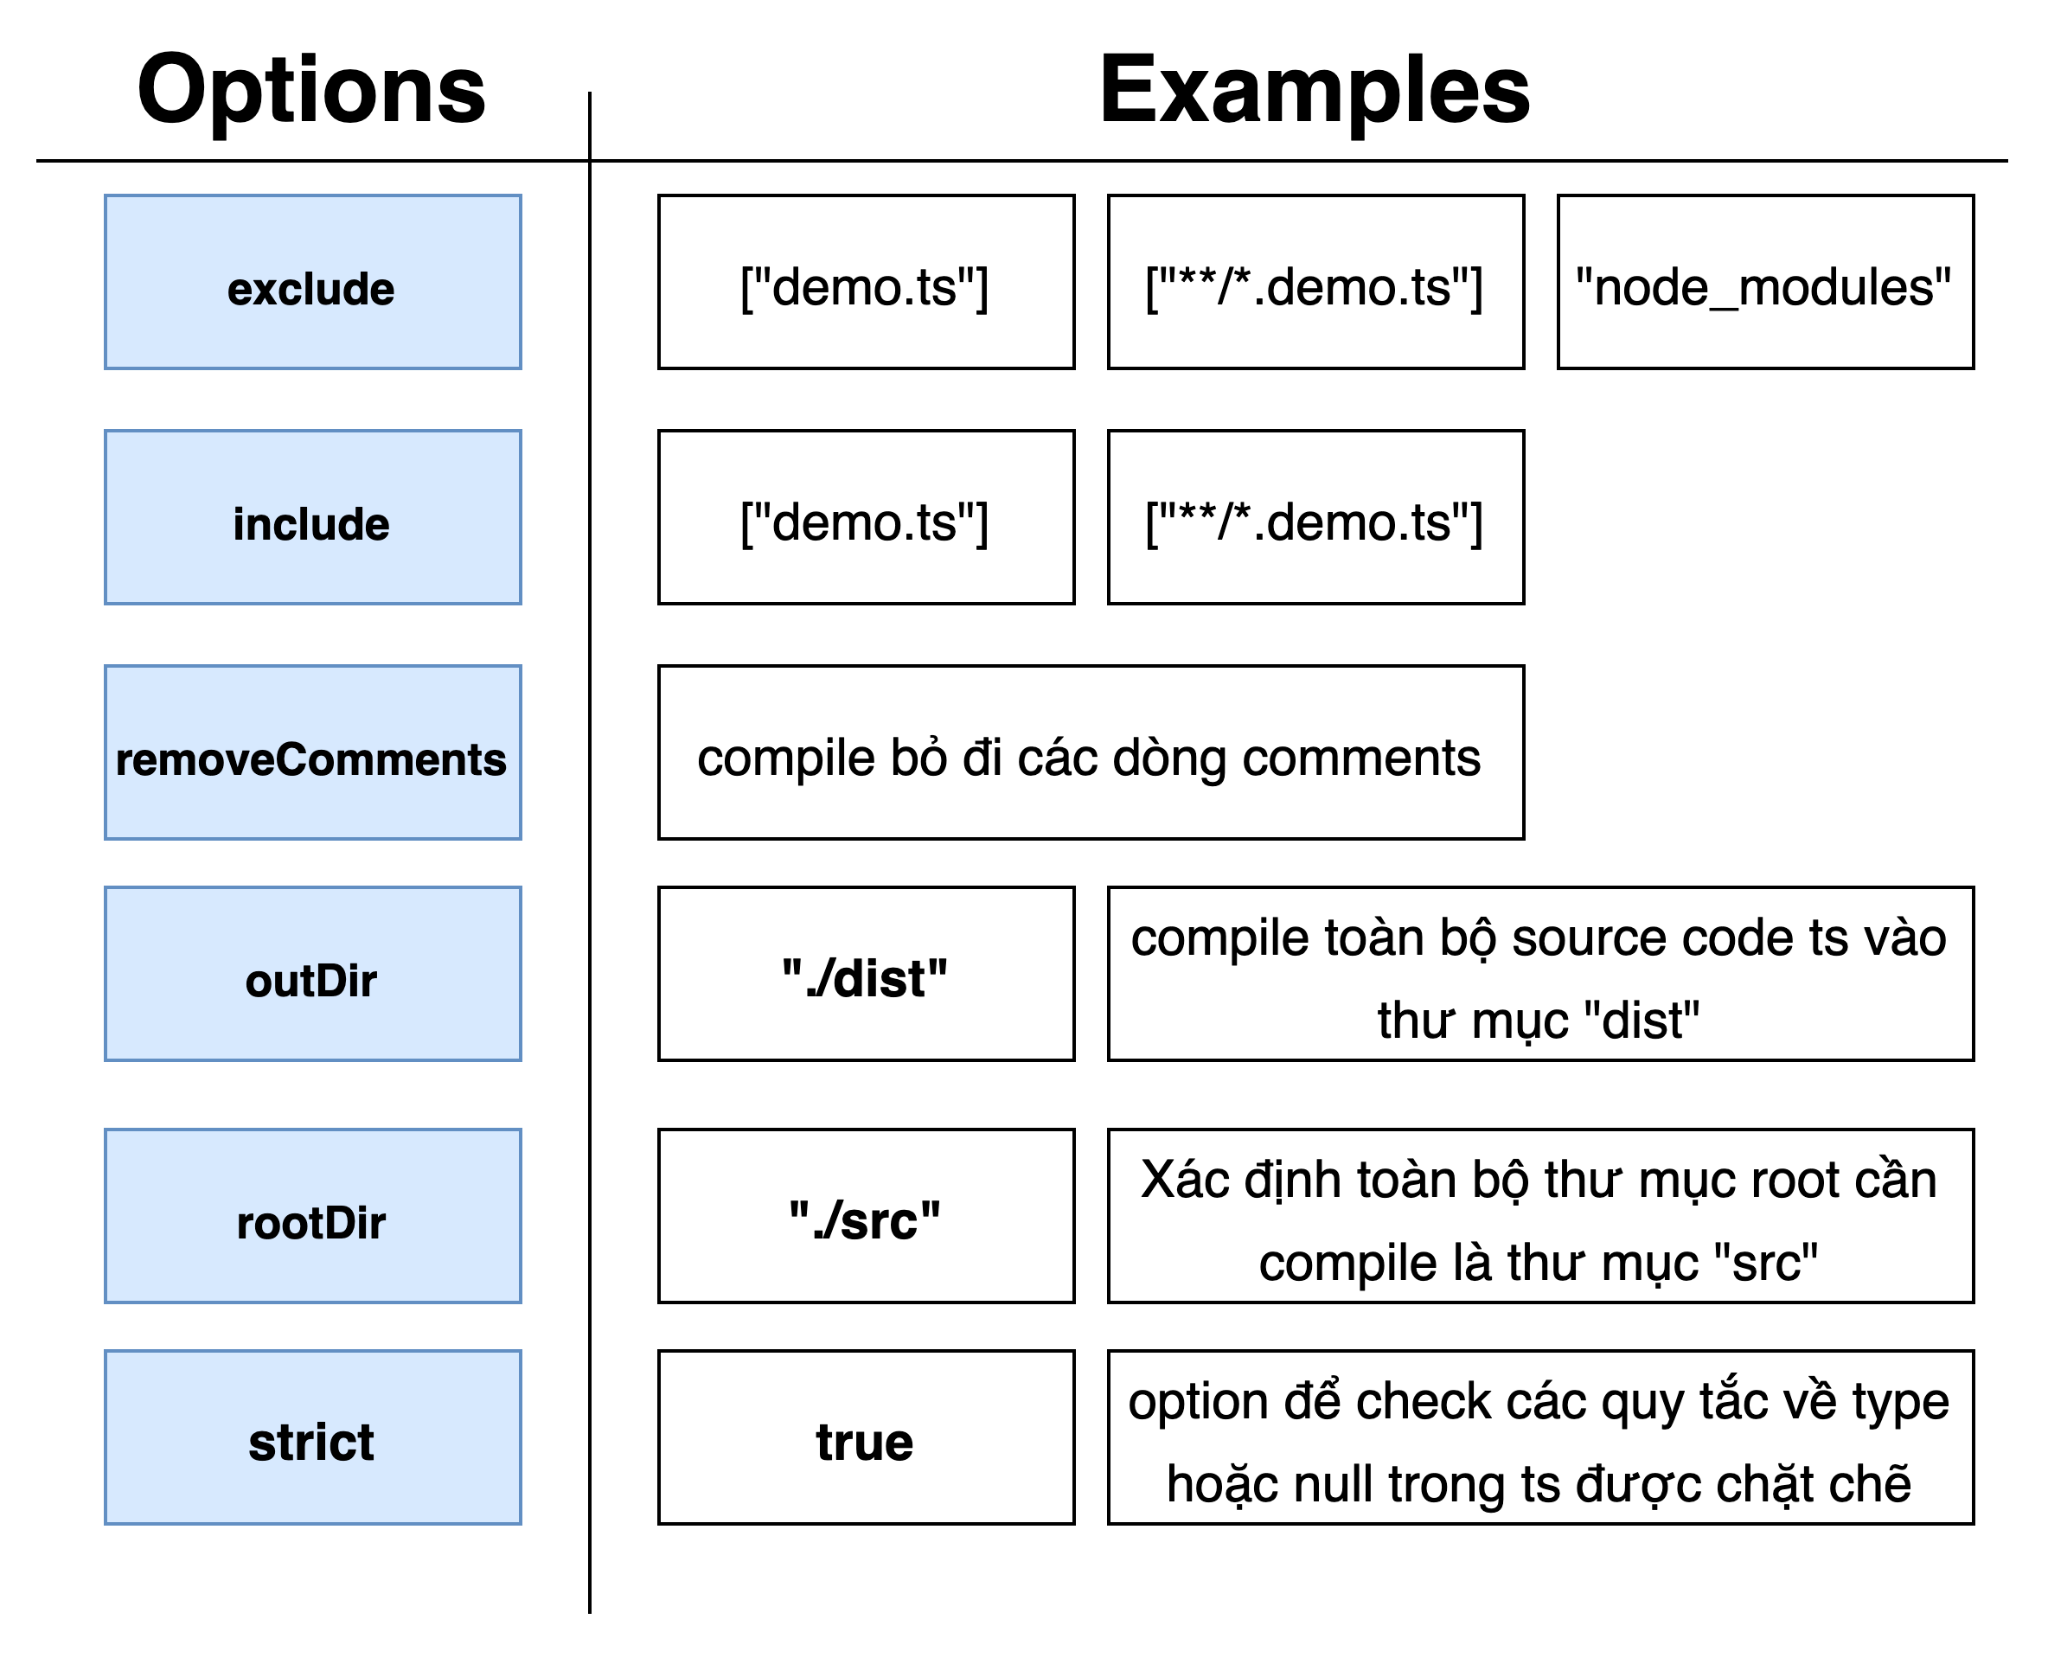 Options
Examples
exclude
["demo.ts"]
["**/*.demo.ts"]
"node_modules"
include
["demo.ts"]
["**/*.demo.ts"]
removeComments
compile bỏ đi các dòng comments
outDir
"./dist"
compile toàn bộ source code ts vào
thư mục "dist"
rootDir
"./src"
Xác định toàn bộ thư mục root cần
compile là thư mục "src"
strict
true
option để check các quy tắc về type
hoặc null trong ts được chặt chẽ